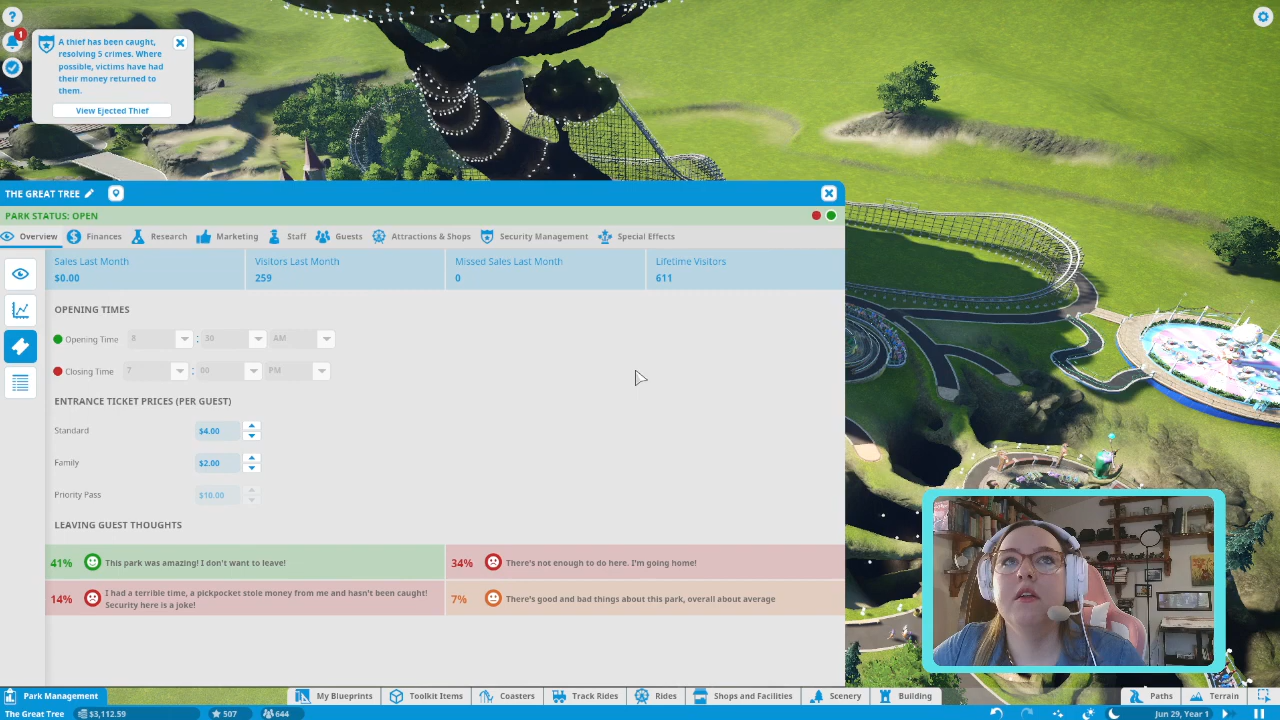 ?
1
A thief has been caught,
resolving 5 crimes. Where
possible, victims have had
their money returned to
them.
View Ejected Thief
THE GREAT TREE
PARK STATUS: OPEN
Overview Finances Research Marketing Staff Guests Attractions & Shops Security Management Special Effects
Sales Last Month Visitors Last Month Missed Sales Last Month Lifetime Visitors
$0.00 259 0 611
OPENING TIMES
Opening Time 8 : 30 AM
Closing Time 7 : 00 PM
ENTRANCE TICKET PRICES (PER GUEST)
Standard $4.00
Family $2.00
Priority Pass $10.00
LEAVING GUEST THOUGHTS
41% This park was amazing! I don't want to leave!
34% There's not enough to do here. I'm going home!
14% I had a terrible time, a pickpocket stole money from me and hasn't been caught!
Security here is a joke!
7% There's good and bad things about this park, overall about average
Park Management My Blueprints Toolkit Items Coasters Track Rides Rides Shops and Facilities Scenery Building Paths Terrain
The Great Tree $3,112.59 507 644 Jun 29, Year 1